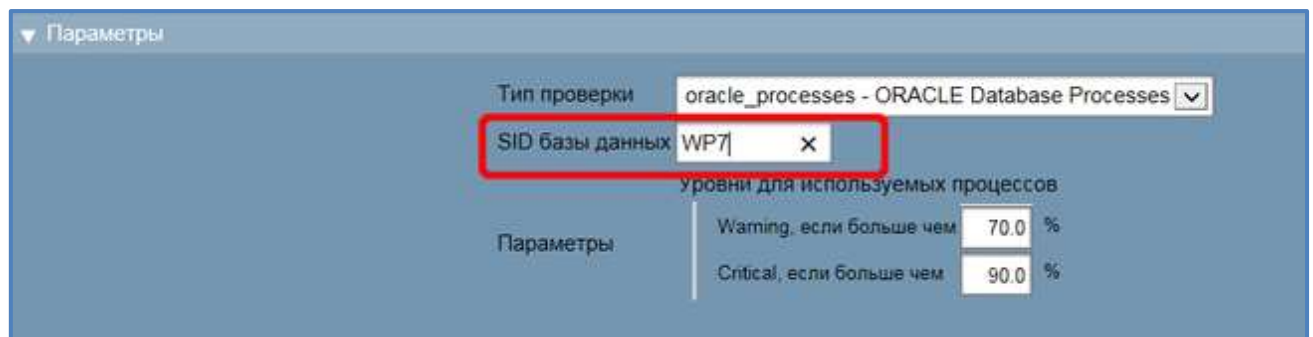 Параметры
Тип проверки oracle_processes - ORACLE Database Processes
SID базы данных WP7
Уровни для используемых процессов
Warning, если больше чем 70.0 %
Параметры
Critical, если больше чем 90.0 %